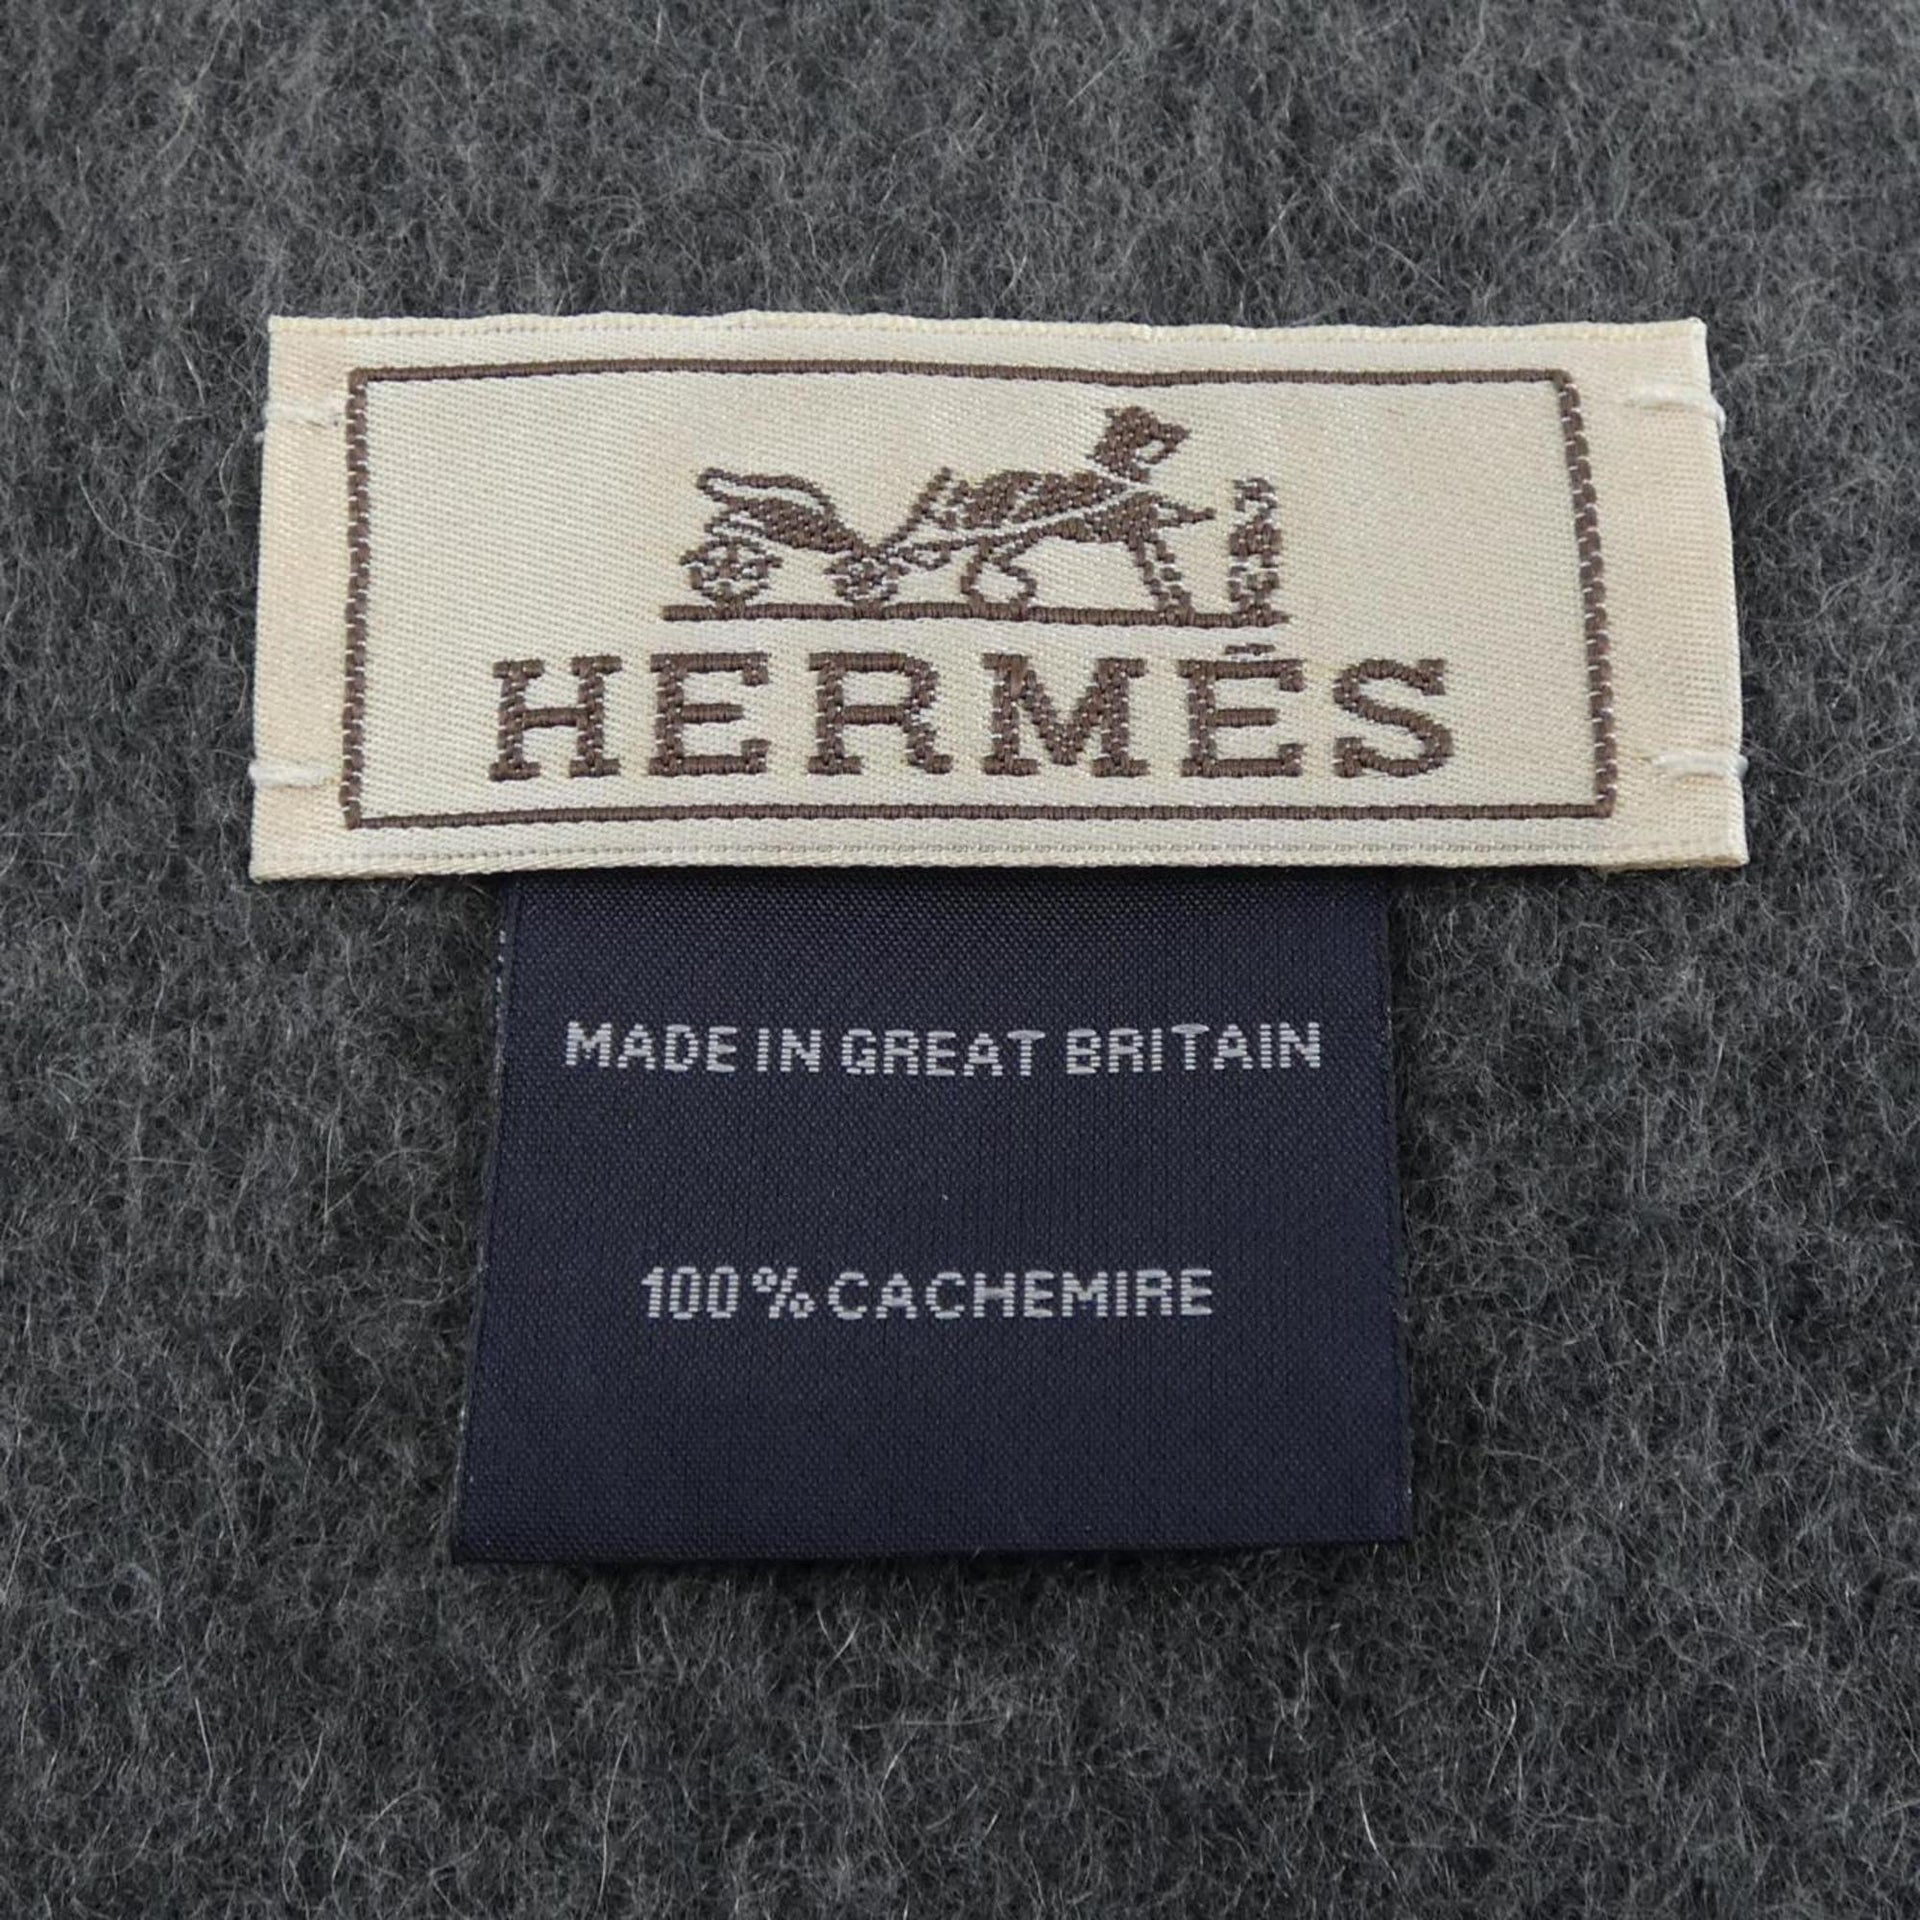 HERMÈS
MADE IN GREAT BRITAIN
100% CACHEMIRE